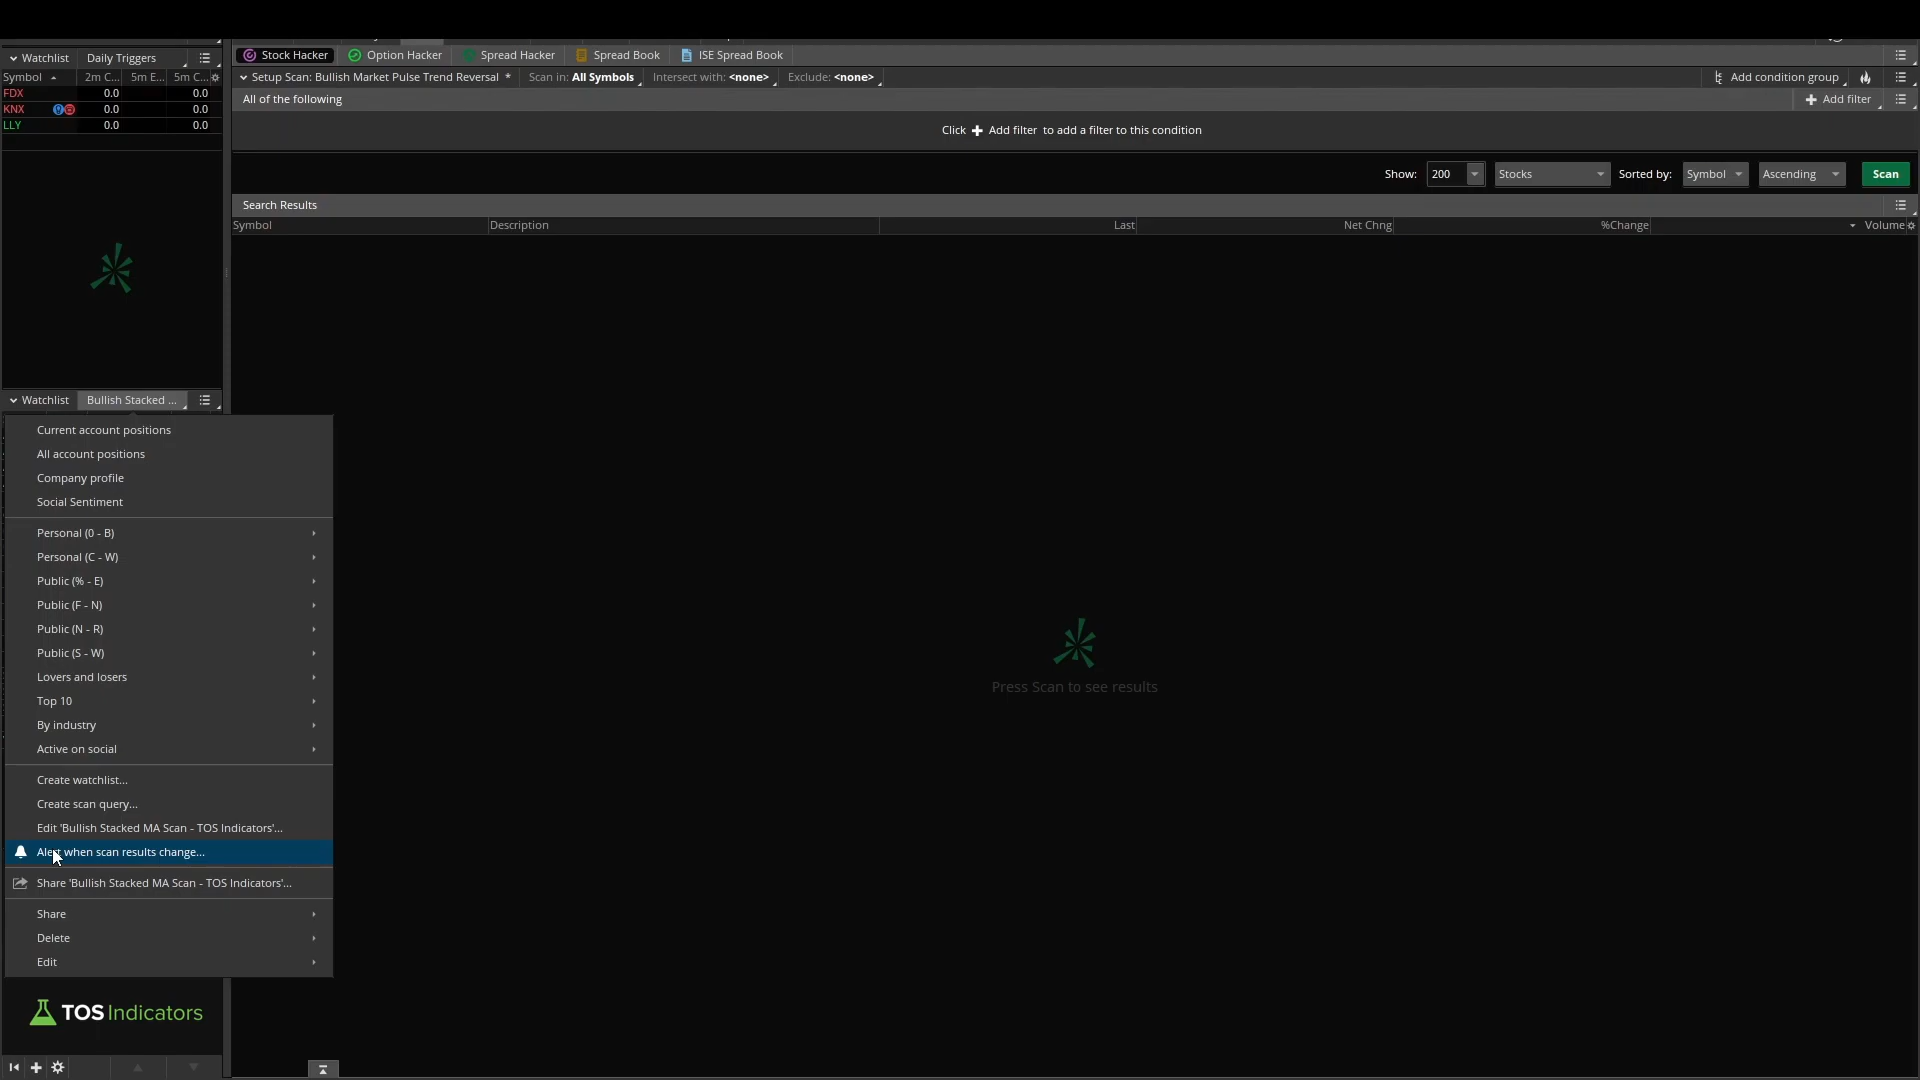 Watchlist Daily Triggers
Symbol 2m C... 5m E... 5m C...
FDX 0.0 0.0
KNX 0.0 0.0
LLY 0.0 0.0
Stock Hacker Option Hacker Spread Hacker Spread Book ISE Spread Book
Setup Scan: Bullish Market Pulse Trend Reversal * Scan in: All Symbols Intersect with: <none> Exclude: <none> Add condition group
All of the following Add filter
Click + Add filter to add a filter to this condition
Show: 200 Stocks Sorted by: Symbol Ascending Scan
Search Results
Symbol Description Last Net Chng %Change Volume
Press Scan to see results
Watchlist Bullish Stacked ...
Current account positions
All account positions
Company profile
Social Sentiment
Personal (0 - B)
Personal (C - W)
Public (% - E)
Public (F - N)
Public (N - R)
Public (S - W)
Lovers and losers
Top 10
By industry
Active on social
Create watchlist...
Create scan query...
Edit 'Bullish Stacked MA Scan - TOS Indicators'...
Alert when scan results change...
Share 'Bullish Stacked MA Scan - TOS Indicators'...
Share
Delete
Edit
TOS Indicators